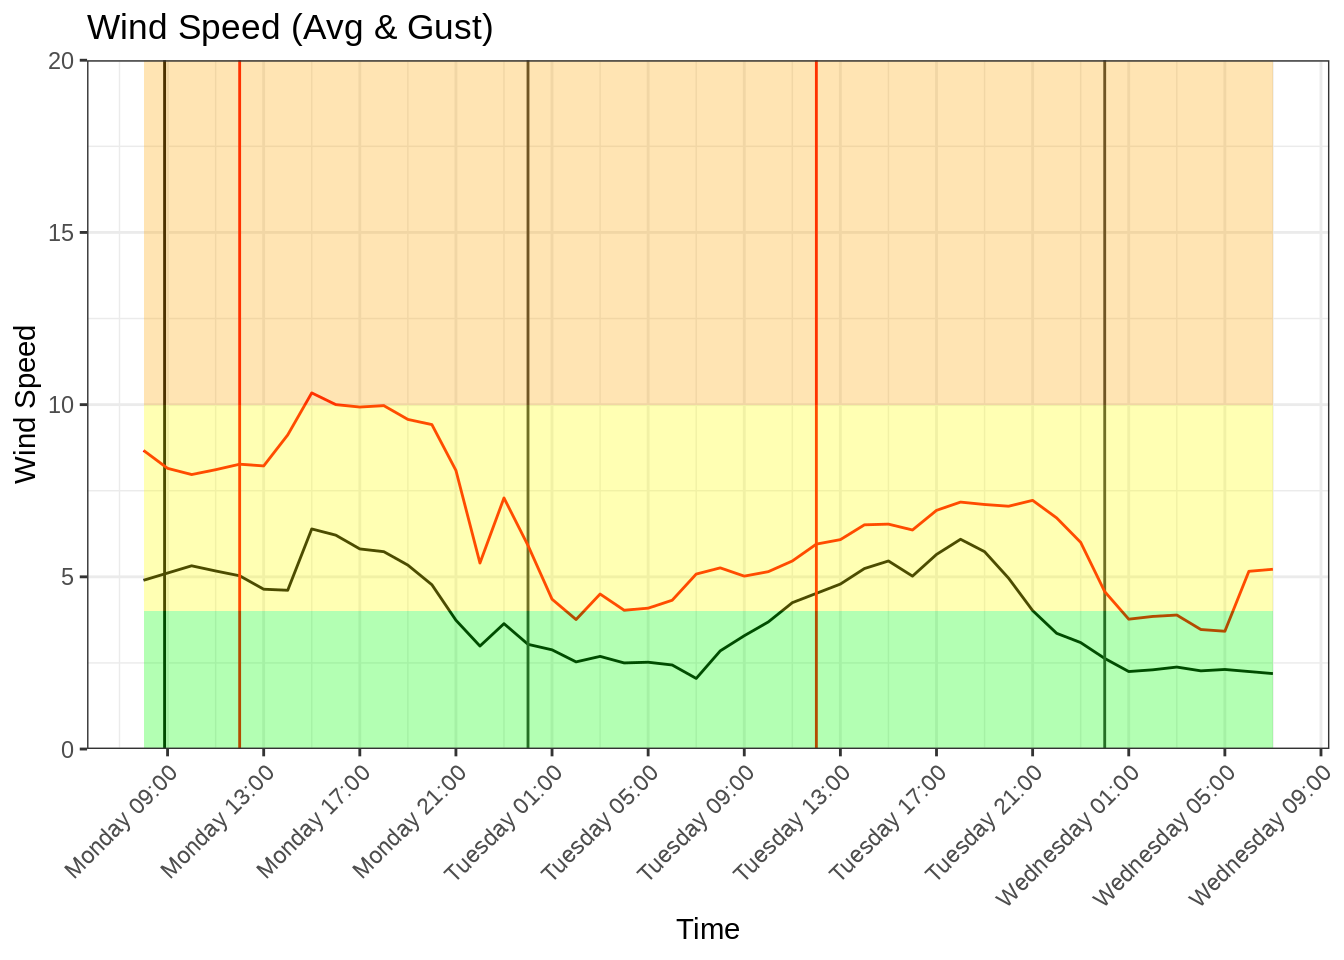 Wind Speed (Avg & Gust)
20
15
10
5
0
Wind Speed
Monday 09:00
Monday 13:00
Monday 17:00
Monday 21:00
Tuesday 01:00
Tuesday 05:00
Tuesday 09:00
Tuesday 13:00
Tuesday 17:00
Tuesday 21:00
Wednesday 01:00
Wednesday 05:00
Wednesday 09:00
Time